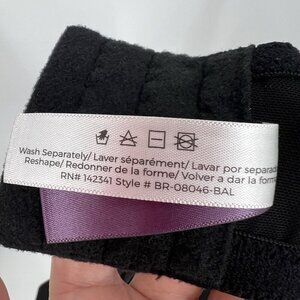 Wash Separately/ Laver séparément/ Lavar por separado
Reshape/ Redonner de la forme/ Volver a dar la forma
RN# 142341 Style # BR-08046-BAL